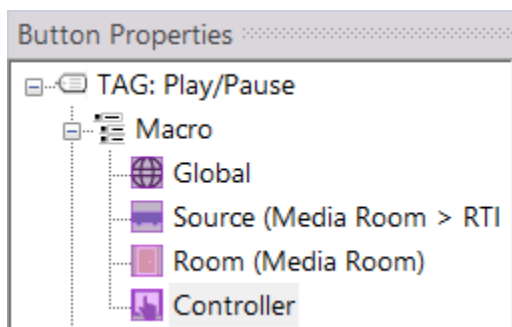 Button Properties
TAG: Play/Pause
Macro
Global
Source (Media Room > RTI
Room (Media Room)
Controller